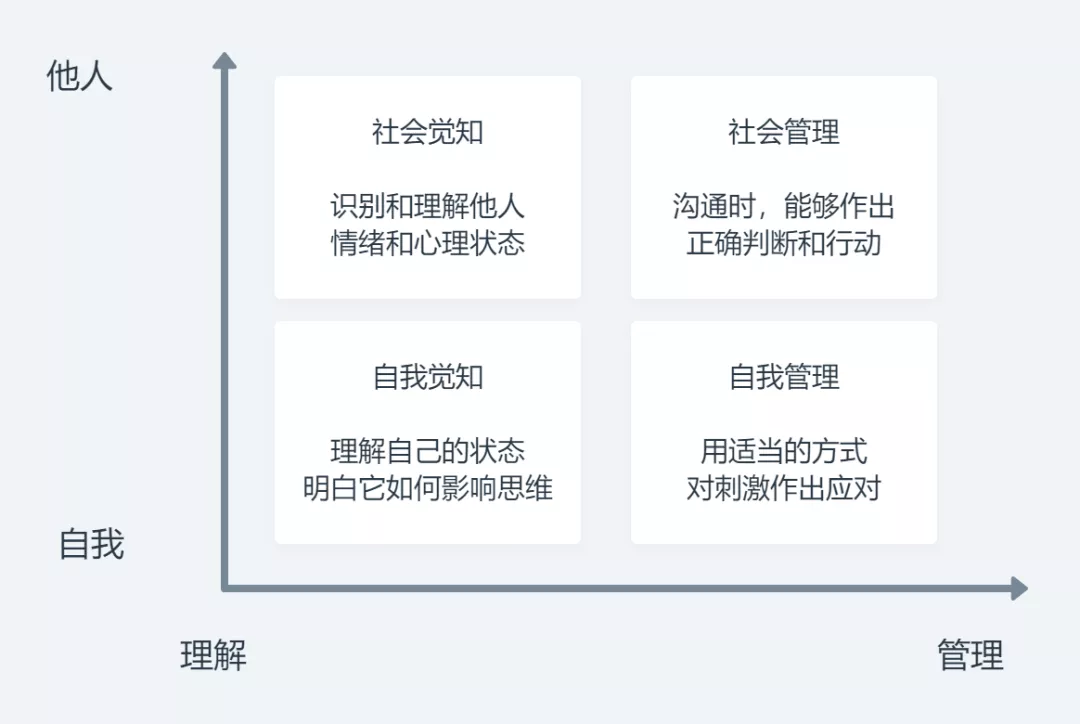 他人
社会觉知
识别和理解他人
情绪和心理状态
社会管理
沟通时，能够作出
正确判断和行动
自我觉知
理解自己的状态
明白它如何影响思维
自我管理
用适当的方式
对刺激作出应对
自我
理解
管理